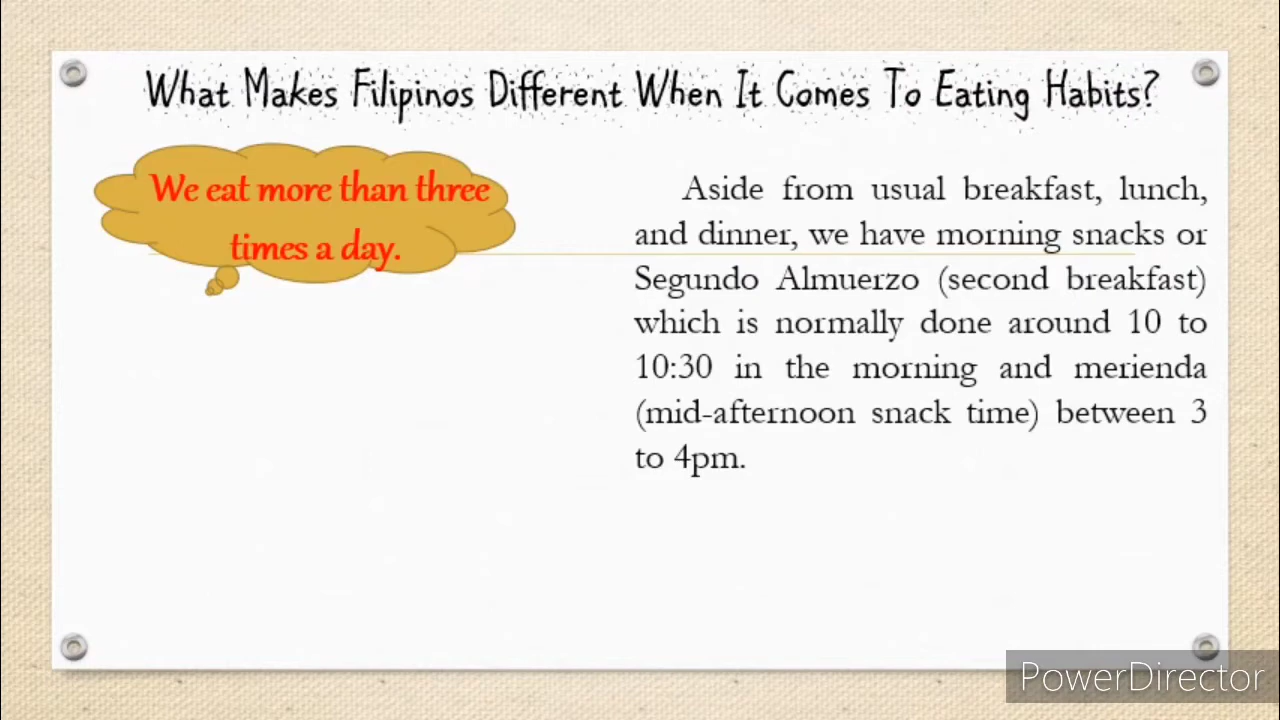 What Makes Filipinos Different When It Comes To Eating Habits?
We eat more than three
times a day.
Aside from usual breakfast, lunch,
and dinner, we have morning snacks or
Segundo Almuerzo (second breakfast)
which is normally done around 10 to
10:30 in the morning and merienda
(mid-afternoon snack time) between 3
to 4pm.
PowerDirector